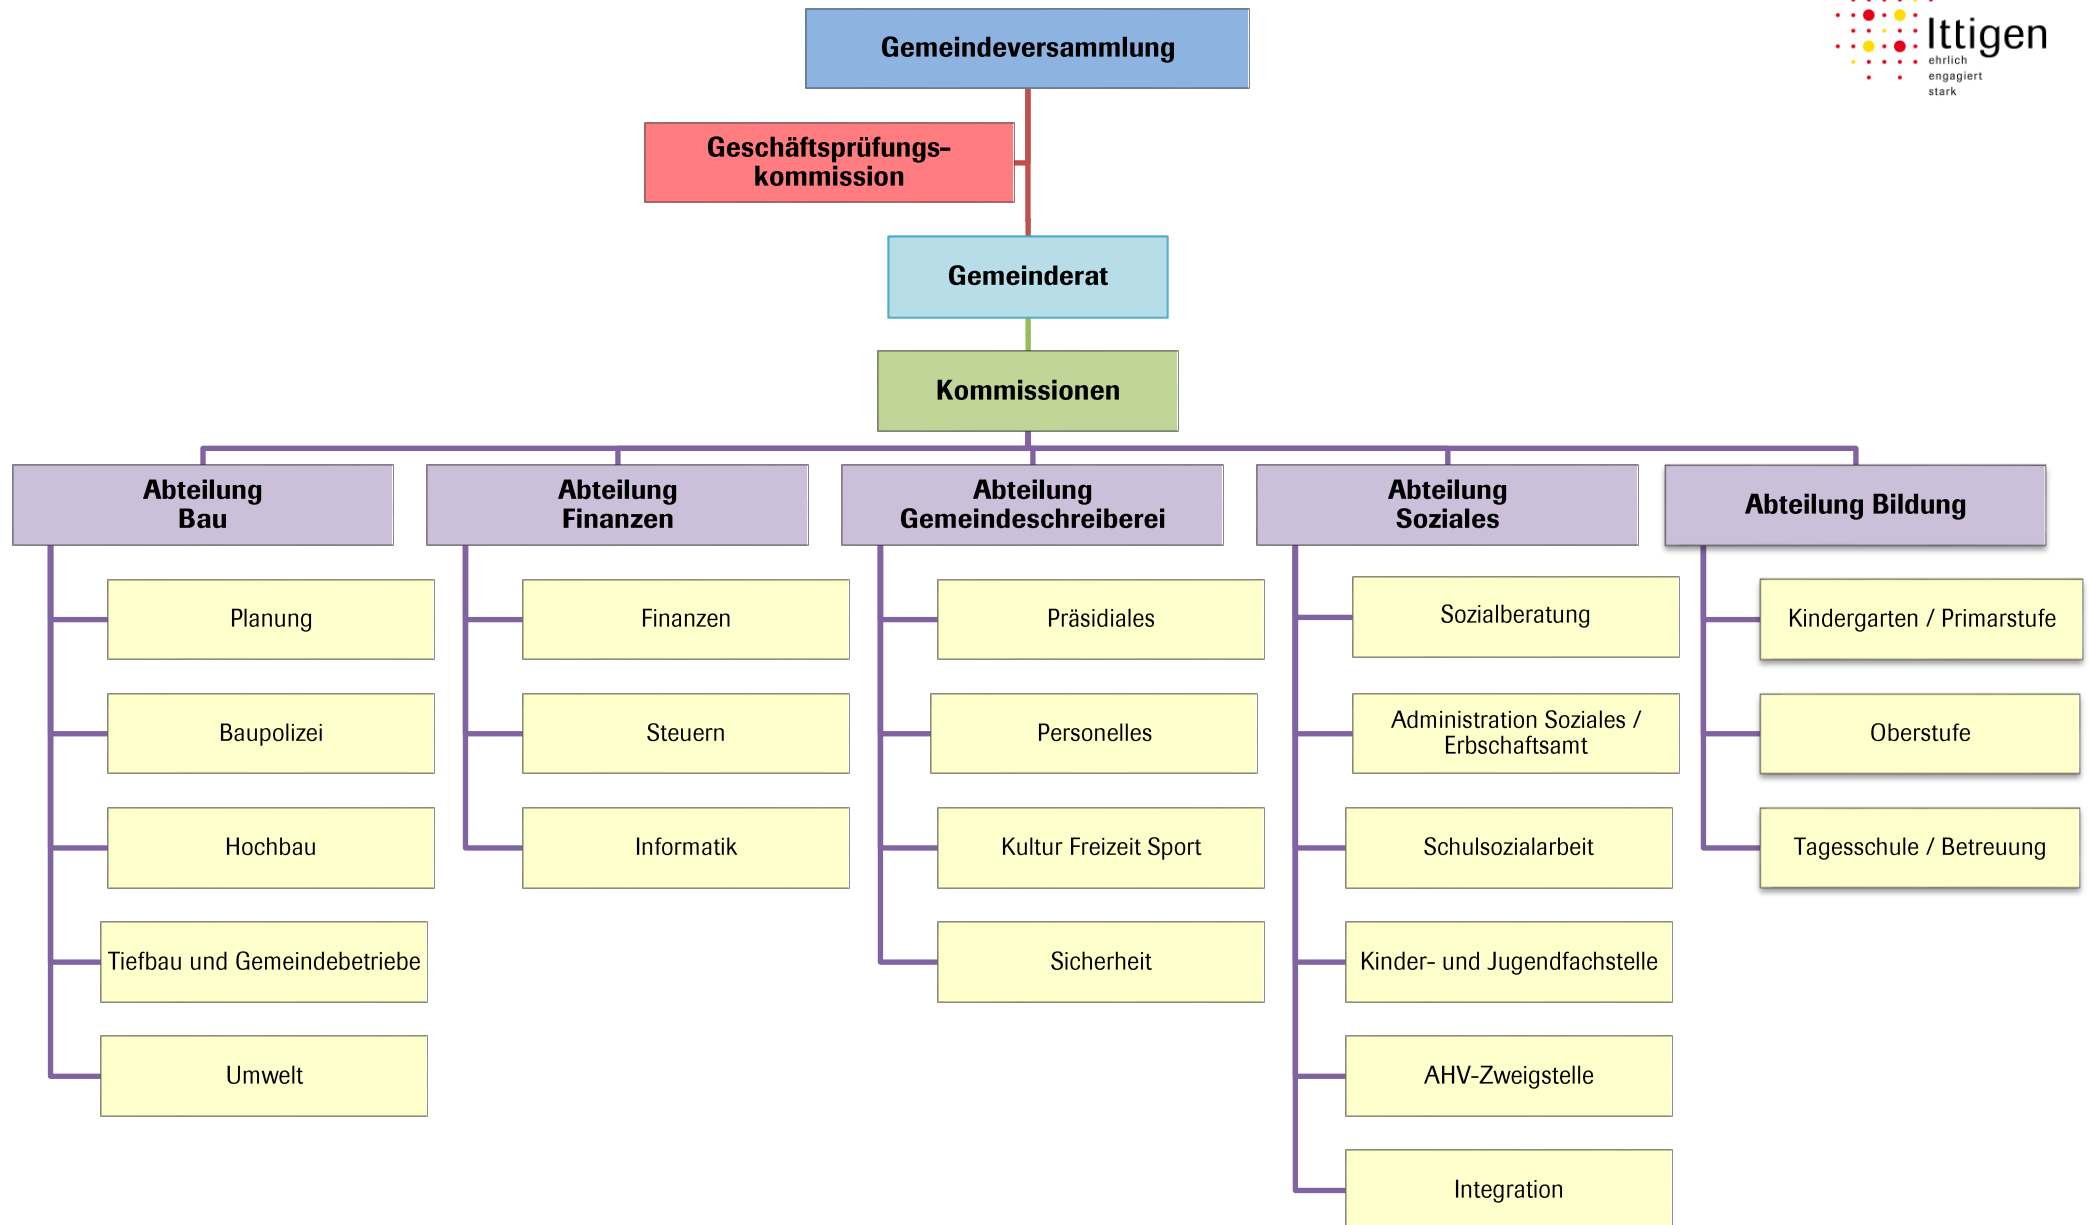 Gemeindeversammlung
Ittigen
ehrlich
engagiert
stark
Geschäftsprüfungs-
kommission
Gemeinderat
Kommissionen
Abteilung
Bau
Abteilung
Finanzen
Abteilung
Gemeindeschreiberei
Abteilung
Soziales
Abteilung Bildung
Planung
Baupolizei
Hochbau
Tiefbau und Gemeindebetriebe
Umwelt
Finanzen
Steuern
Informatik
Präsidiales
Personelles
Kultur Freizeit Sport
Sicherheit
Sozialberatung
Administration Soziales /
Erbschaftsamt
Schulsozialarbeit
Kinder- und Jugendfachstelle
AHV-Zweigstelle
Integration
Kindergarten / Primarstufe
Oberstufe
Tagesschule / Betreuung